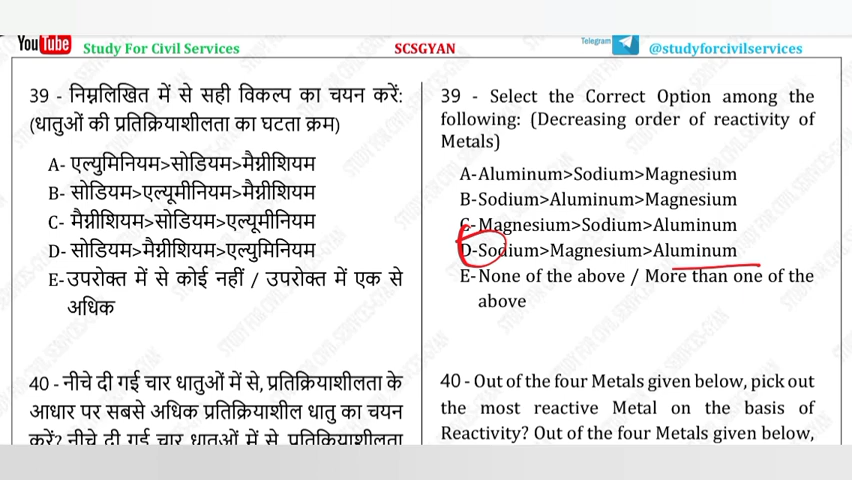 YouTube Study For Civil Services SCSGYAN Telegram @studyforcivilservices
39 - निम्नलिखित में से सही विकल्प का चयन करें:
(धातुओं की प्रतिक्रियाशीलता का घटता क्रम)
A- एल्युमिनियम>सोडियम>मैग्नीशियम
B- सोडियम>एल्यूमीनियम>मैग्नीशियम
C- मैग्नीशियम>सोडियम>एल्यूमीनियम
D- सोडियम>मैग्नीशियम>एल्युमिनियम
E- उपरोक्त में से कोई नहीं / उपरोक्त में एक से
अधिक
40 - नीचे दी गई चार धातुओं में से, प्रतिक्रियाशीलता के
आधार पर सबसे अधिक प्रतिक्रियाशील धातु का चयन
करें? नीचे दी गई चार धातुओं में से, प्रतिक्रियाशीलता
39 - Select the Correct Option among the
following: (Decreasing order of reactivity of
Metals)
A-Aluminum>Sodium>Magnesium
B-Sodium>Aluminum>Magnesium
C-Magnesium>Sodium>Aluminum
D-Sodium>Magnesium>Aluminum
E-None of the above / More than one of the
above
40 - Out of the four Metals given below, pick out
the most reactive Metal on the basis of
Reactivity? Out of the four Metals given below,